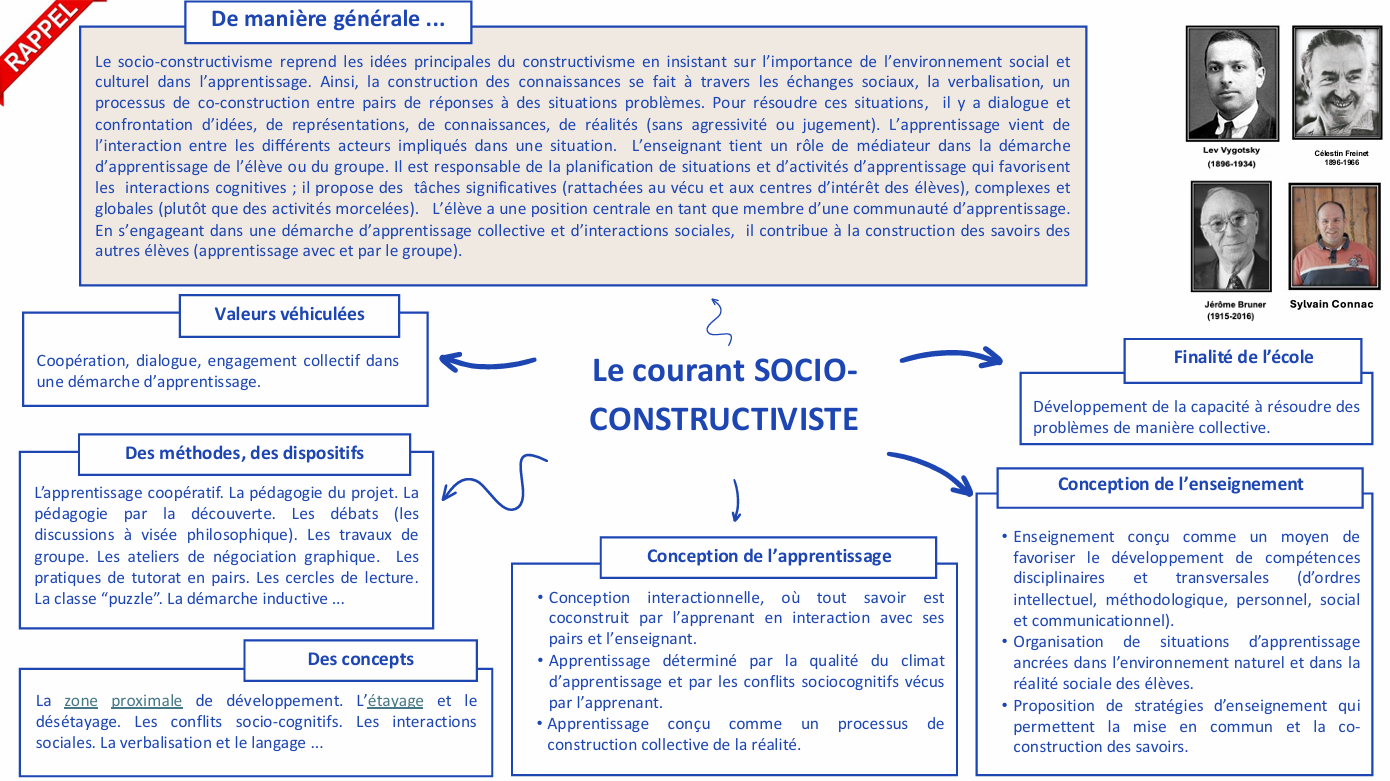 RAPPEL
De manière générale ...
Le socio-constructivisme reprend les idées principales du constructivisme en insistant sur l’importance de l’environnement social et
culturel dans l’apprentissage. Ainsi, la construction des connaissances se fait à travers les échanges sociaux, la verbalisation, un
processus de co-construction entre pairs de réponses à des situations problèmes. Pour résoudre ces situations, il y a dialogue et
confrontation d’idées, de représentations, de connaissances, de réalités (sans agressivité ou jugement). L’apprentissage vient de
l’interaction entre les différents acteurs impliqués dans une situation. L’enseignant tient un rôle de médiateur dans la démarche
d’apprentissage de l’élève ou du groupe. Il est responsable de la planification de situations et d’activités d’apprentissage qui favorisent
les interactions cognitives ; il propose des tâches significatives (rattachées au vécu et aux centres d’intérêt des élèves), complexes et
globales (plutôt que des activités morcelées). L’élève a une position centrale en tant que membre d’une communauté d’apprentissage.
En s’engageant dans une démarche d’apprentissage collective et d’interactions sociales, il contribue à la construction des savoirs des
autres élèves (apprentissage avec et par le groupe).
Lev Vygotsky
(1896-1934)
Célestin Freinet
1896-1966
Jérôme Bruner
(1915-2016)
Sylvain Connac
Valeurs véhiculées
Coopération, dialogue, engagement collectif dans
une démarche d’apprentissage.
Le courant SOCIO-
CONSTRUCTIVISTE
Finalité de l’école
Développement de la capacité à résoudre des
problèmes de manière collective.
Des méthodes, des dispositifs
L’apprentissage coopératif. La pédagogie du projet. La
pédagogie par la découverte. Les débats (les
discussions à visée philosophique). Les travaux de
groupe. Les ateliers de négociation graphique. Les
pratiques de tutorat en pairs. Les cercles de lecture.
La classe “puzzle”. La démarche inductive ...
Conception de l’enseignement
• Enseignement conçu comme un moyen de
favoriser le développement de compétences
disciplinaires et transversales (d’ordres
intellectuel, méthodologique, personnel, social
et communicationnel).
• Organisation de situations d’apprentissage
ancrées dans l’environnement naturel et dans la
réalité sociale des élèves.
• Proposition de stratégies d’enseignement qui
permettent la mise en commun et la co-
construction des savoirs.
Conception de l’apprentissage
• Conception interactionnelle, où tout savoir est
coconstruit par l’apprenant en interaction avec ses
pairs et l’enseignant.
• Apprentissage déterminé par la qualité du climat
d’apprentissage et par les conflits sociocognitifs vécus
par l’apprenant.
• Apprentissage conçu comme un processus de
construction collective de la réalité.
Des concepts
La zone proximale de développement. L’étayage et le
désétayage. Les conflits socio-cognitifs. Les interactions
sociales. La verbalisation et le langage ...